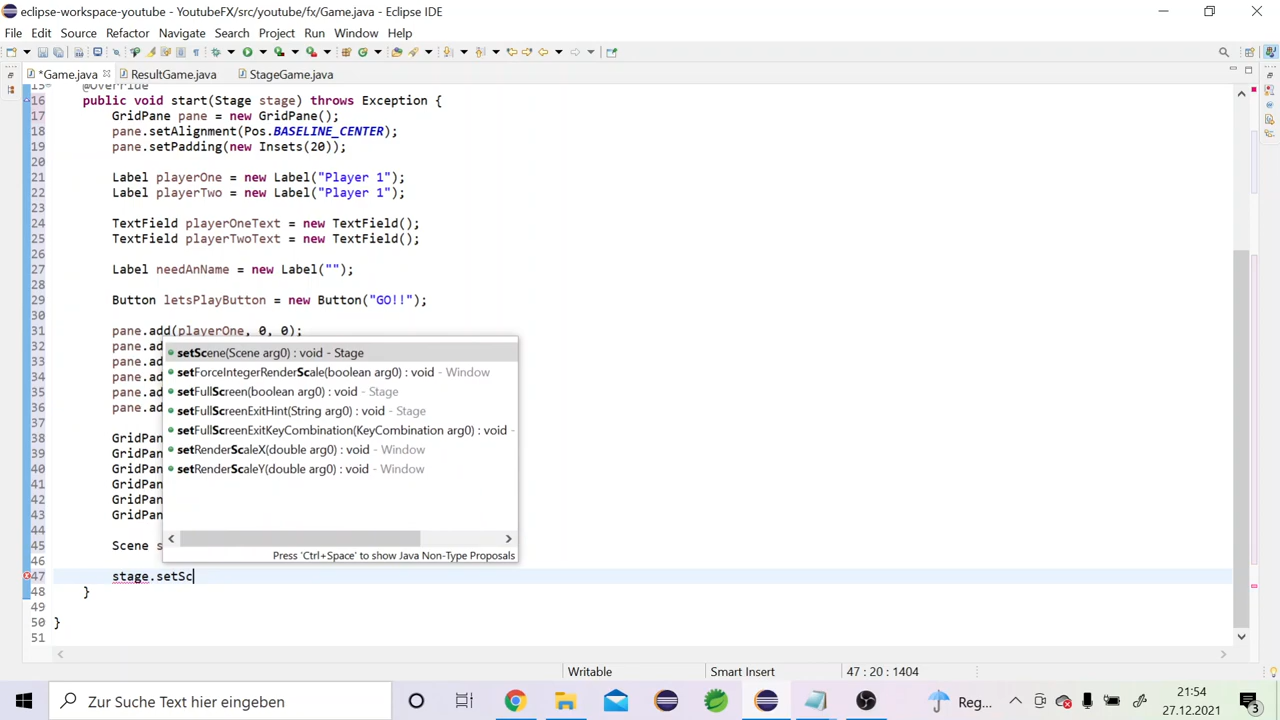 eclipse-workspace-youtube - YoutubeFX/src/youtube/fx/Game.java - Eclipse IDE
File Edit Source Refactor Navigate Search Project Run Window Help
*Game.java ResultGame.java StageGame.java
15 @Override
16 public void start(Stage stage) throws Exception {
17 GridPane pane = new GridPane();
18 pane.setAlignment(Pos.BASELINE_CENTER);
19 pane.setPadding(new Insets(20));
20
21 Label playerOne = new Label("Player 1");
22 Label playerTwo = new Label("Player 1");
23
24 TextField playerOneText = new TextField();
25 TextField playerTwoText = new TextField();
26
27 Label needAnName = new Label("");
28
29 Button letsPlayButton = new Button("GO!!");
30
31 pane.add(playerOne, 0, 0);
32 pane.ad
33 pane.ad
34 pane.ad
35 pane.ad
36 pane.ad
37
38 GridPan
39 GridPan
40 GridPan
41 GridPan
42 GridPan
43 GridPan
44
45 Scene s
46
47 stage.setSc
48 }
49
50 }
51
setScene(Scene arg0) : void - Stage
setForceIntegerRenderScale(boolean arg0) : void - Window
setFullScreen(boolean arg0) : void - Stage
setFullScreenExitHint(String arg0) : void - Stage
setFullScreenExitKeyCombination(KeyCombination arg0) : void -
setRenderScaleX(double arg0) : void - Window
setRenderScaleY(double arg0) : void - Window
Press 'Ctrl+Space' to show Java Non-Type Proposals
Writable Smart Insert 47 : 20 : 1404
Zur Suche Text hier eingeben
Reg...
21:54
27.12.2021
3